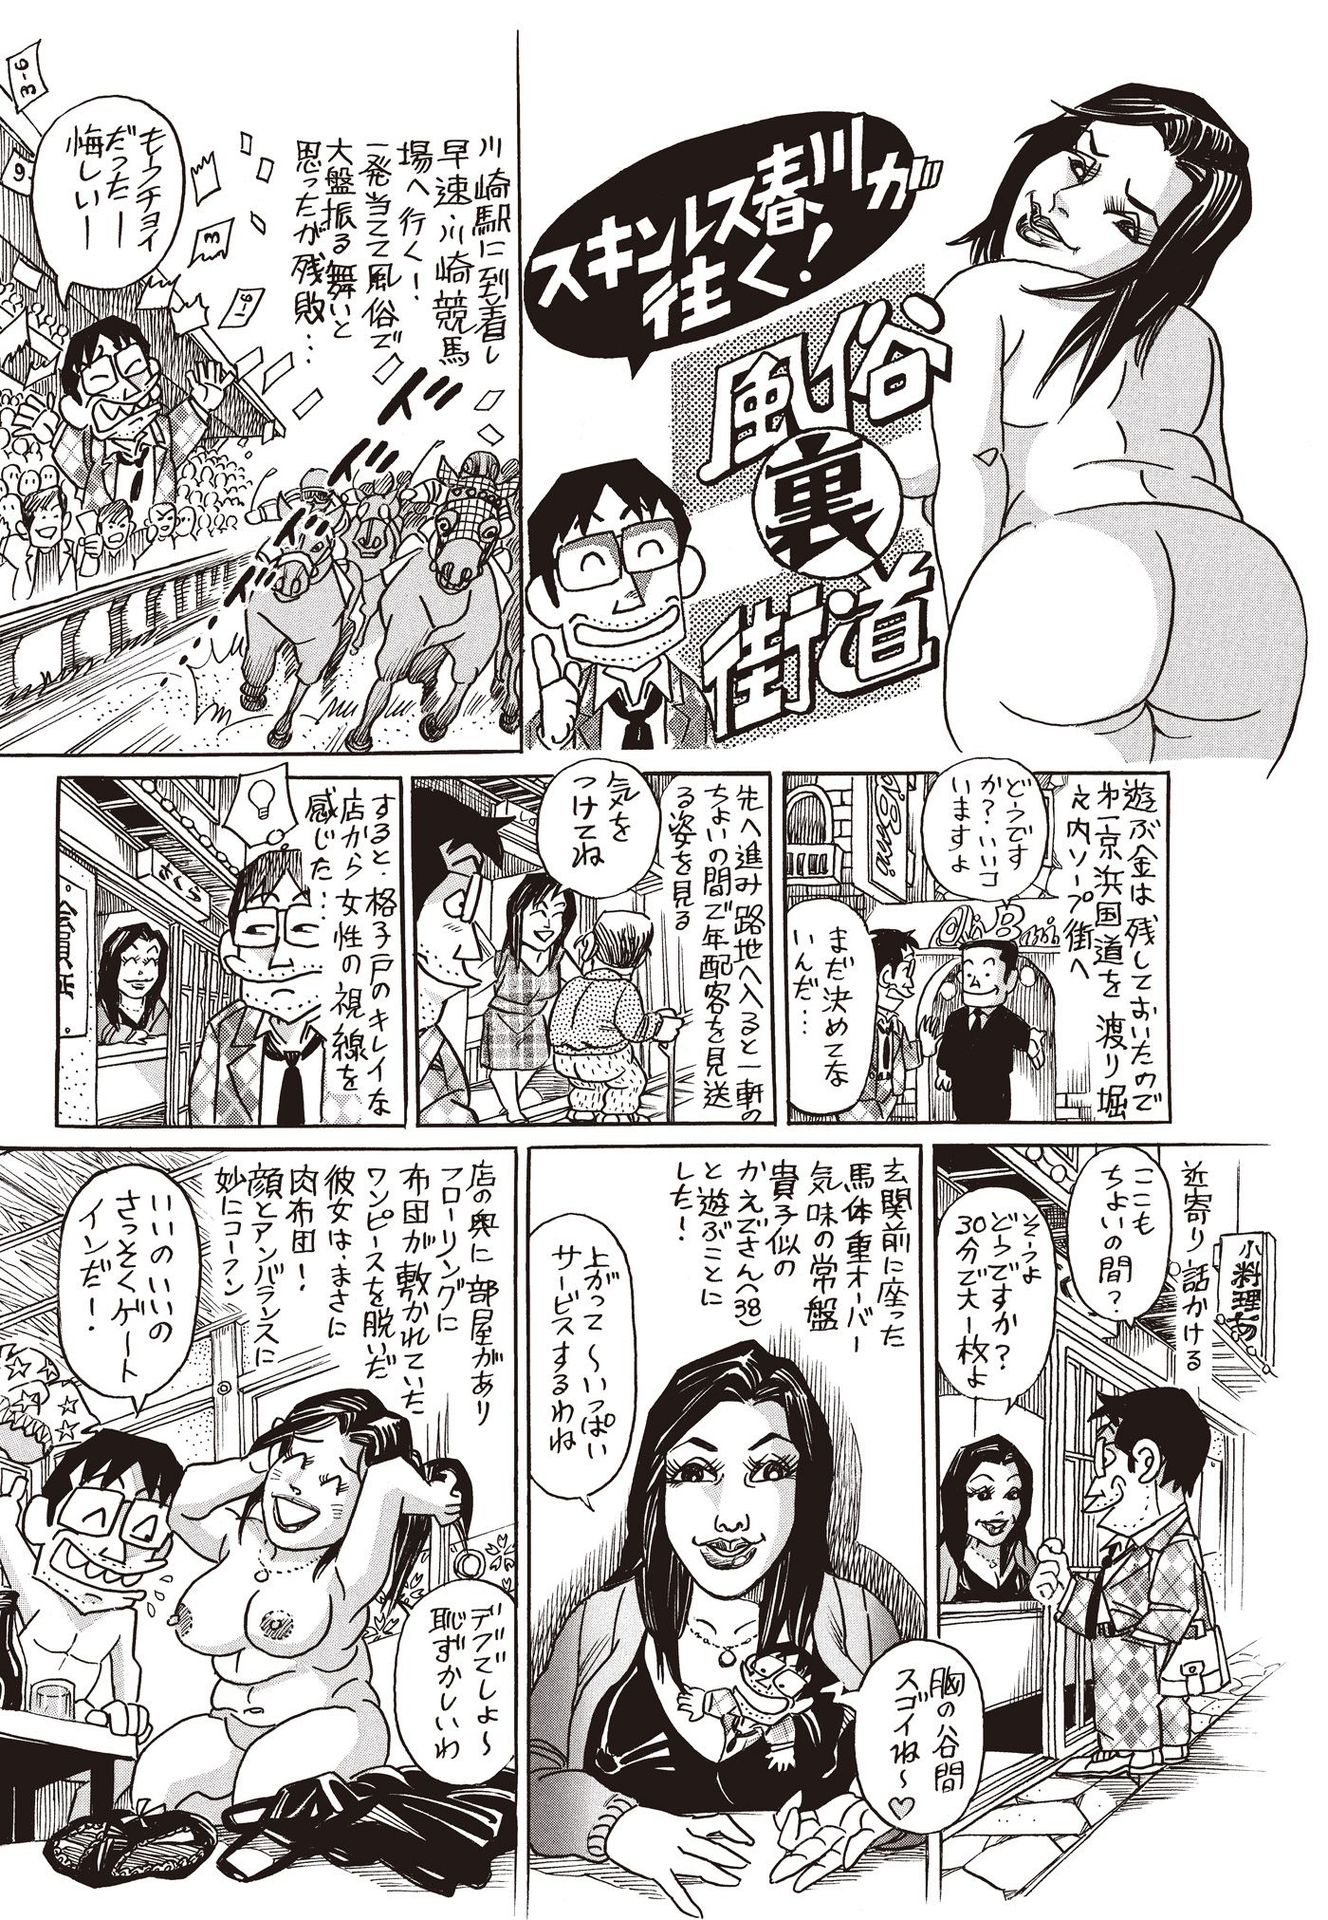 スキンレス春川が
往く!
風俗
裏
街道
川崎駅に到着し
早速・川崎競馬
場へ行く!
一発当てて風俗で
大盤振る舞いと
思ったが残敗…
もうチョイ
だったー
悔しいー
ドド
ドド
3-6
9
3
遊ぶ金は残しておいたので
第一京浜国道を渡り堀
え内ソープ街へ
どうです
か?いいコ
いますよ
まだ決めてな
いんだ…
先へ進み路地へ入ると一軒の
ちょいの間で年配客を見送
る姿を見る
気を
つけてね
すると・格子戸のキレイな
店から女性の視線を
感じた…
さくら
近寄り話かける
小料理
ここも
ちょいの間?
そうよ
どうですか?
30分で大一枚よ
玄関前に座った
馬体重オーバー
気味の常盤
貴子似の
かえでさん(38)
と遊ぶことに
した!
上がって〜いっぱい
サービスするわね
胸の谷間
スゴイね〜♡
店の奥に部屋があり
フローリングに
布団が敷かれていた
ワンピースを脱いだ
彼女は、まさに
肉布団!
顔とアンバランスに
妙にコーフン
デブでしょ〜
恥ずかしいわ
いいのいいの
さっそくゲート
インだ!